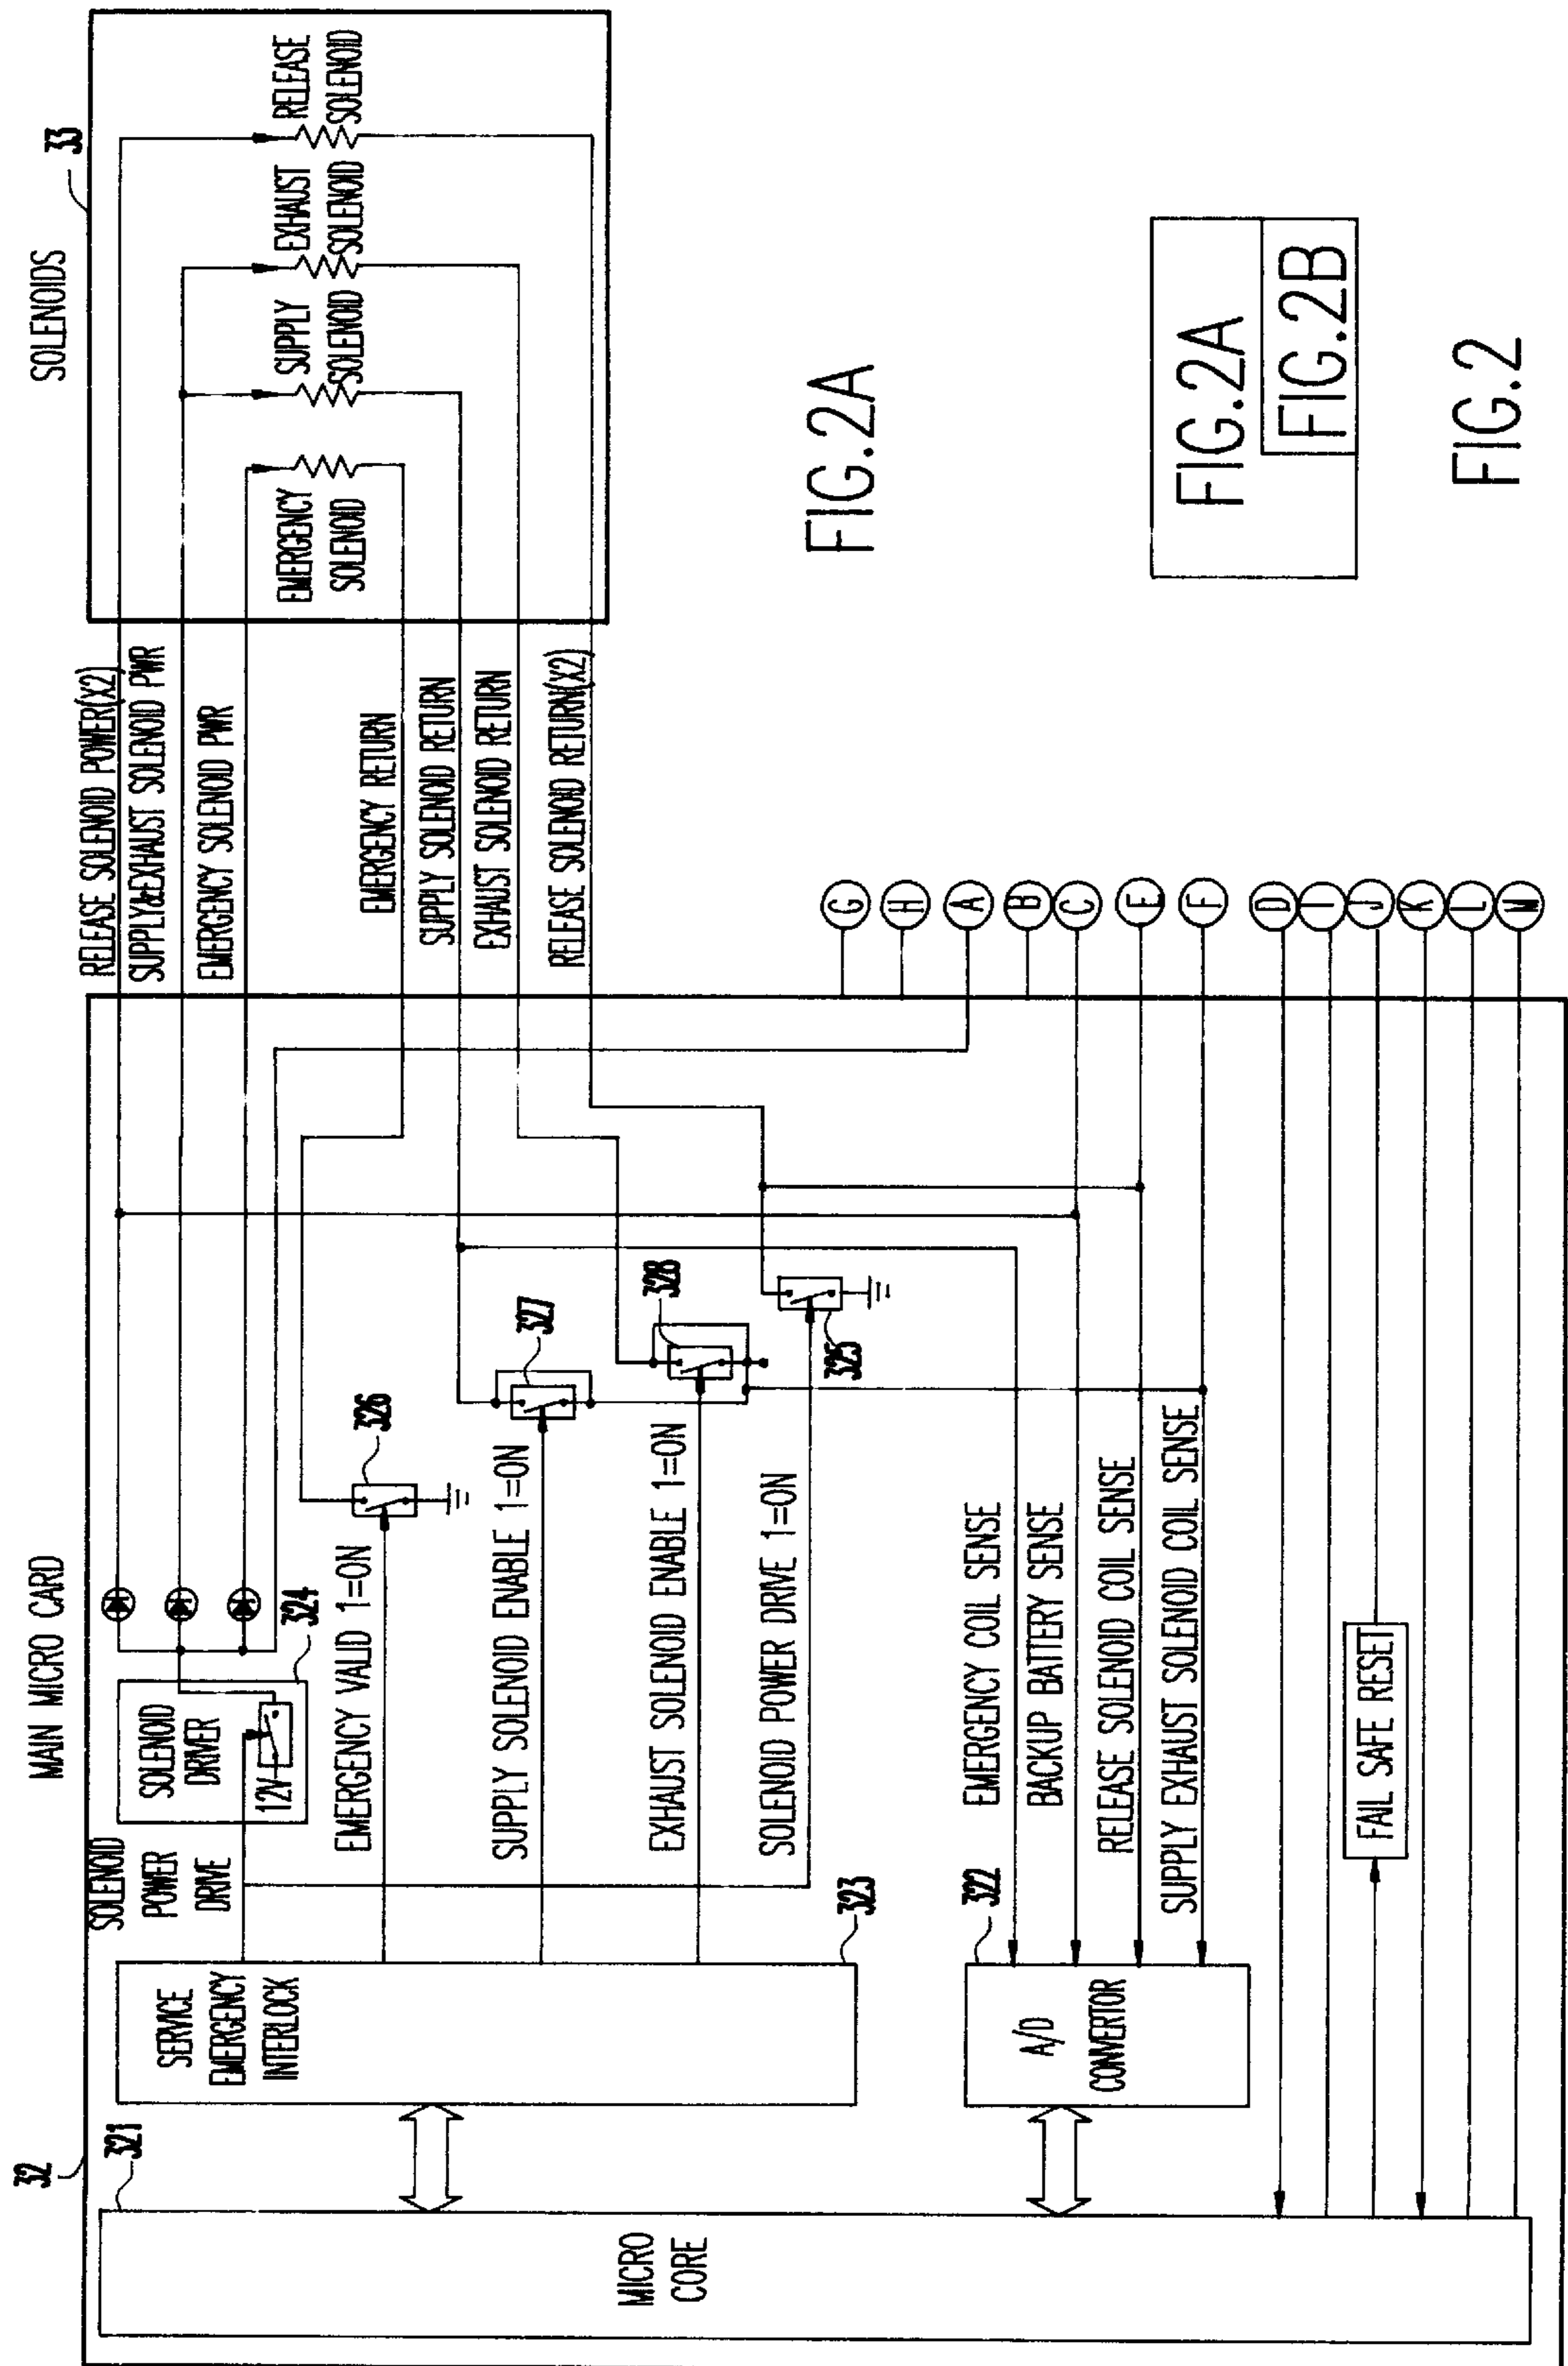 MAIN MICRO CARD
SOLENOIDS
32
321
33
MICRO
CORE
SERVICE
EMERGENCY
INTERLOCK
323
SOLENOID
POWER
DRIVE
SOLENOID
DRIVER
12V
324
EMERGENCY VALID 1=ON
326
SUPPLY SOLENOID ENABLE 1=ON
327
EXHAUST SOLENOID ENABLE 1=ON
328
SOLENOID POWER DRIVE 1=ON
325
A/D
CONVERTOR
322
EMERGENCY COIL SENSE
BACKUP BATTERY SENSE
RELEASE SOLENOID COIL SENSE
SUPPLY EXHAUST SOLENOID COIL SENSE
FAIL SAFE RESET
RELEASE SOLENOID POWER(X2)
SUPPLY&EXHAUST SOLENOID PWR
EMERGENCY SOLENOID PWR
EMERGENCY RETURN
SUPPLY SOLENOID RETURN
EXHAUST SOLENOID RETURN
RELEASE SOLENOID RETURN(X2)
EMERGENCY
SOLENOID
SUPPLY
SOLENOID
EXHAUST
SOLENOID
RELEASE
SOLENOID
G
H
A
B
C
E
F
D
I
J
K
L
M
FIG.2A
FIG.2A
FIG.2B
FIG.2